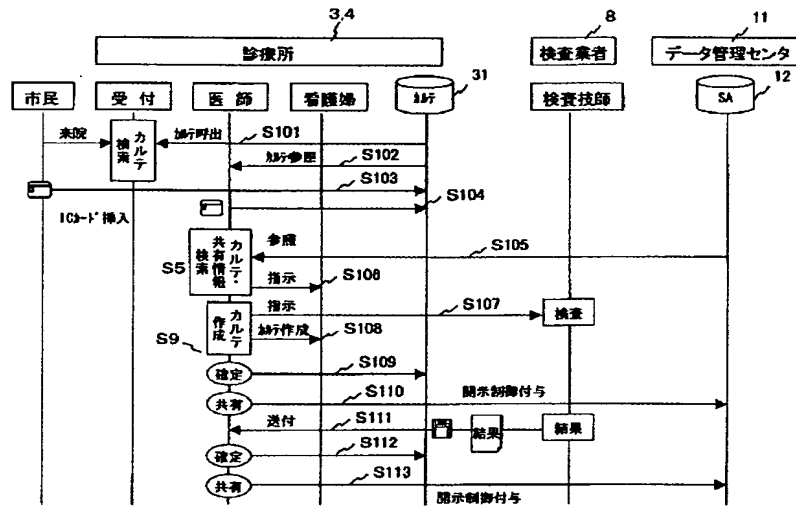 3,4
8
11
診療所
検査業者
データ管理センタ
31
12
市民
受付
医師
看護婦
ｶﾙﾃ
検査技師
SA
来院
カルテ検索
ｶﾙﾃ呼出
S101
ｶﾙﾃ参照
S102
S103
S104
ICｶｰﾄﾞ挿入
S5
カルテ・共有情報検索
参照
S105
指示
S106
S9
カルテ作成
指示
S107
検査
ｶﾙﾃ作成
S108
確定
S109
共有
S110
開示制御付与
送付
S111
結果
結果
確定
S112
共有
S113
開示制御付与